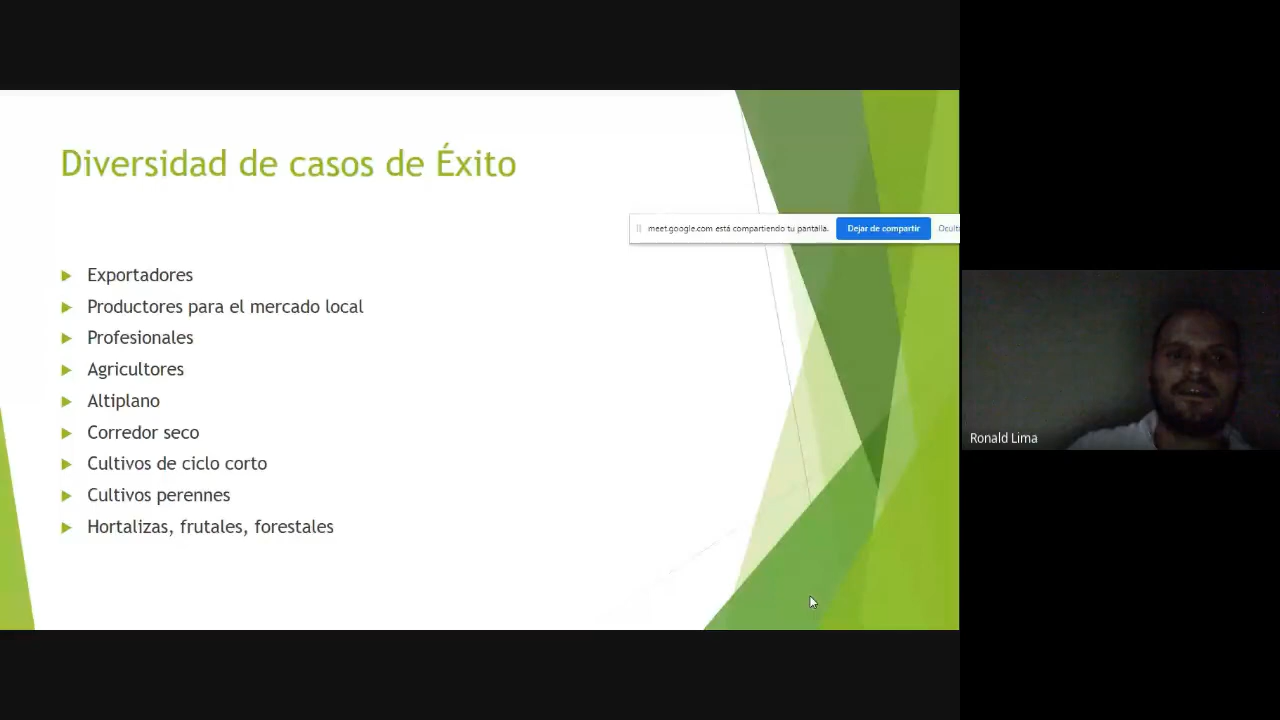 Diversidad de casos de Éxito
meet.google.com está compartiendo tu pantalla.
Dejar de compartir
Exportadores
Productores para el mercado local
Profesionales
Agricultores
Altiplano
Corredor seco
Cultivos de ciclo corto
Cultivos perennes
Hortalizas, frutales, forestales
Ronald Lima